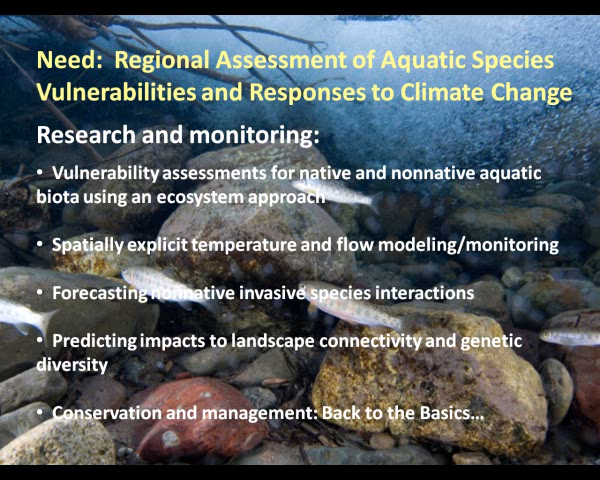 Need:  Regional Assessment of Aquatic Species
Vulnerabilities and Responses to Climate Change
Research and monitoring:
• Vulnerability assessments for native and nonnative aquatic
biota using an ecosystem approach
• Spatially explicit temperature and flow modeling/monitoring
• Forecasting nonnative invasive species interactions
• Predicting impacts to landscape connectivity and genetic
diversity
• Conservation and management: Back to the Basics…